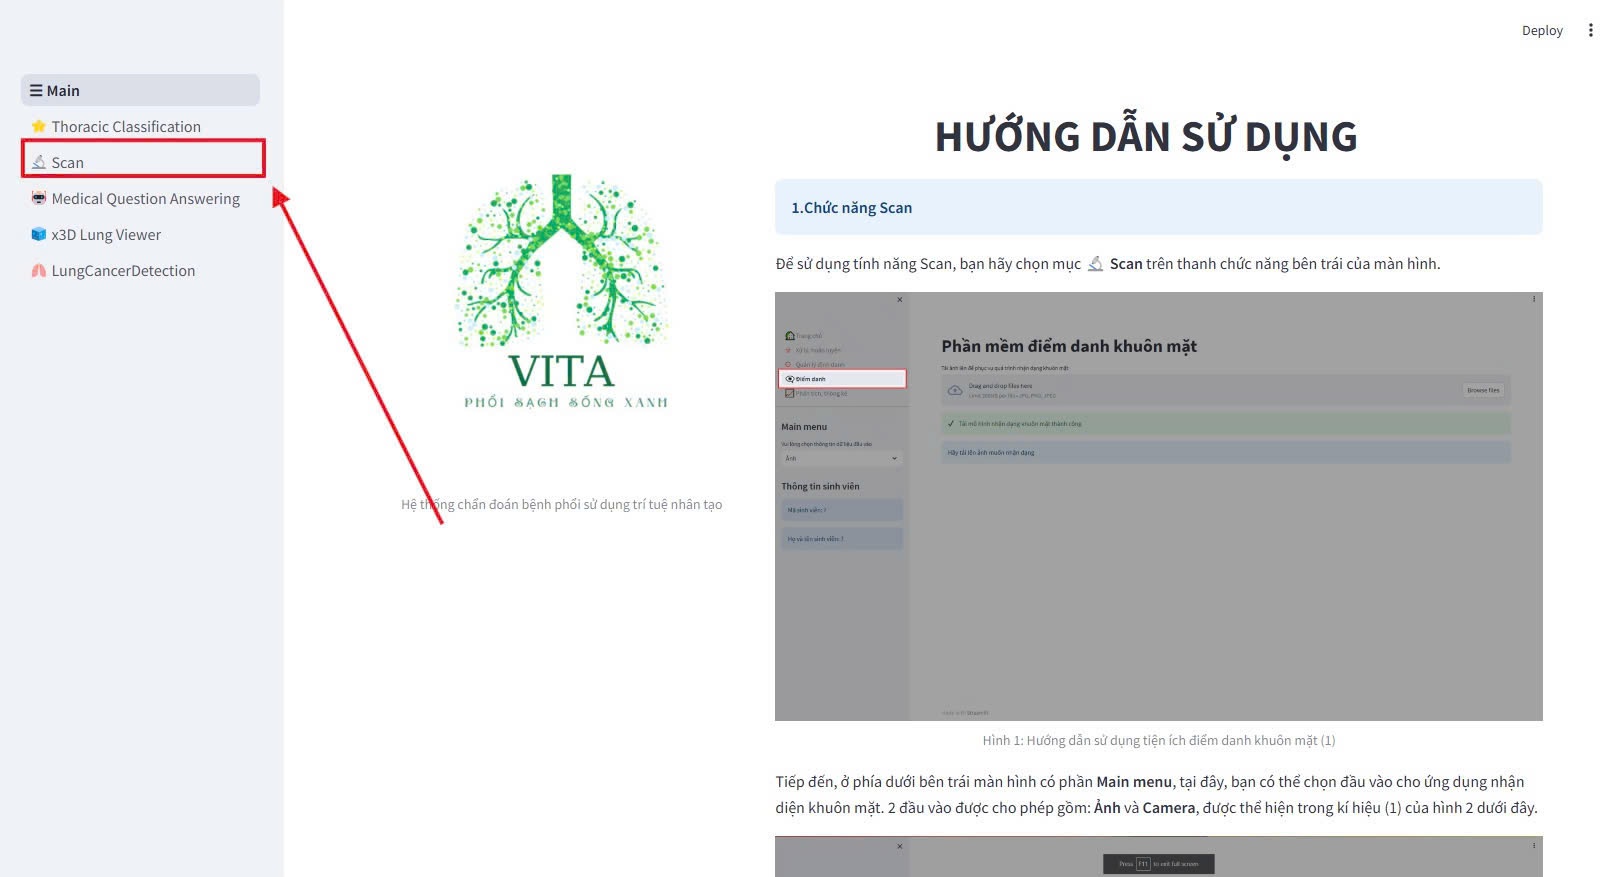 Deploy
Main
Thoracic Classification
Scan
Medical Question Answering
x3D Lung Viewer
LungCancerDetection
VITA
PHỔI SẠCH SỐNG XANH
Hệ thống chẩn đoán bệnh phổi sử dụng trí tuệ nhân tạo
HƯỚNG DẪN SỬ DỤNG
1.Chức năng Scan
Để sử dụng tính năng Scan, bạn hãy chọn mục Scan trên thanh chức năng bên trái của màn hình.
Trang chủ
Quản lý định danh
Điểm danh
Phân tích, thống kê
Main menu
Vui lòng chọn thông tin dữ liệu đầu vào
Ảnh
Thông tin sinh viên
Mã sinh viên: ?
Họ và tên sinh viên: ?
Phần mềm điểm danh khuôn mặt
Tải ảnh lên để phục vụ quá trình nhận dạng khuôn mặt
Drag and drop files here
Limit 200MB per file • JPG, PNG, JPEG
Browse files
Tải mô hình nhận dạng khuôn mặt thành công
Hãy tải lên ảnh muốn nhận dạng
Made with Streamlit
Hình 1: Hướng dẫn sử dụng tiện ích điểm danh khuôn mặt (1)
Tiếp đến, ở phía dưới bên trái màn hình có phần Main menu, tại đây, bạn có thể chọn đầu vào cho ứng dụng nhận
diện khuôn mặt. 2 đầu vào được cho phép gồm: Ảnh và Camera, được thể hiện trong kí hiệu (1) của hình 2 dưới đây.
Press F11 to exit full screen